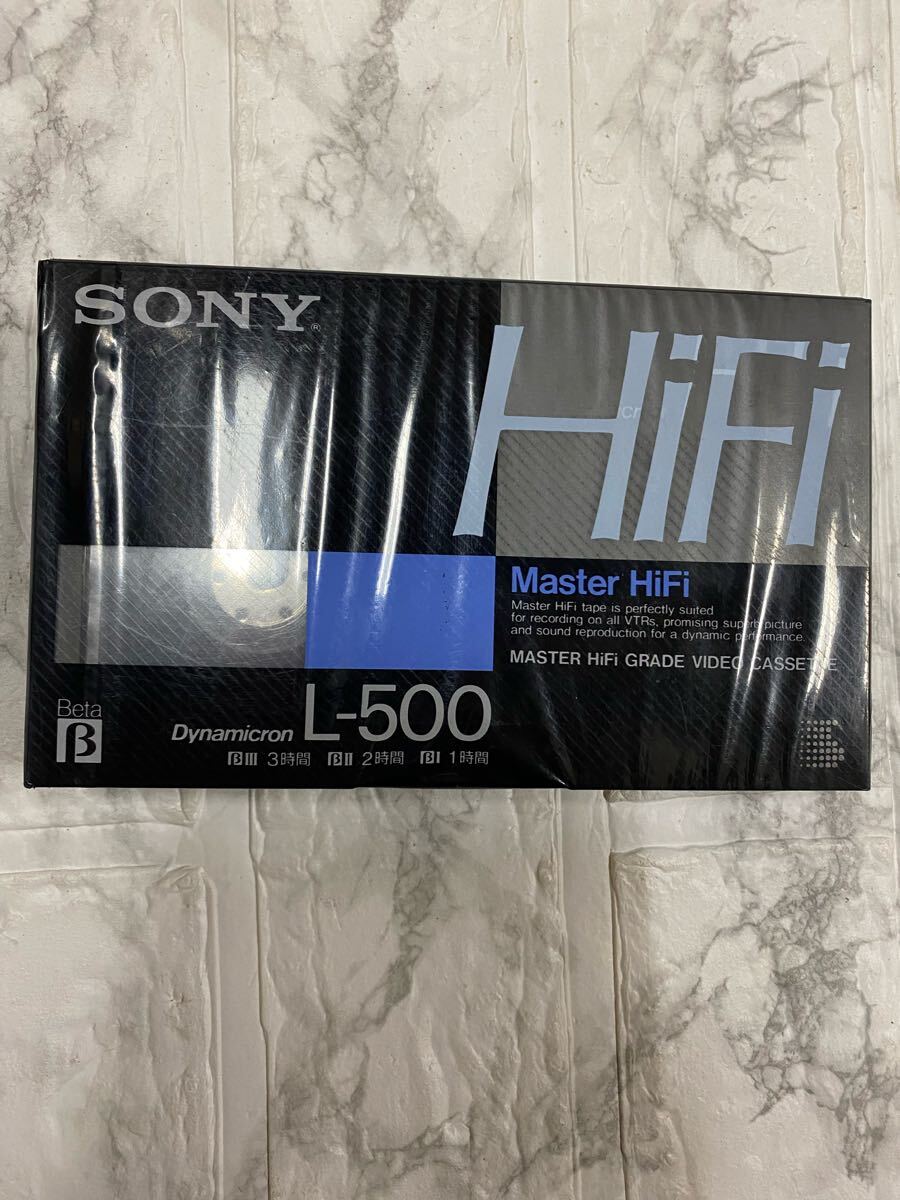 SONY®
HiFi
Master HiFi
Master HiFi tape is perfectly suited
for recording on all VTRs, promising superb picture
and sound reproduction for a dynamic performance.
MASTER HiFi GRADE VIDEO CASSETTE
Beta
β
Dynamicron L-500
βIII 3時間 βII 2時間 βI 1時間